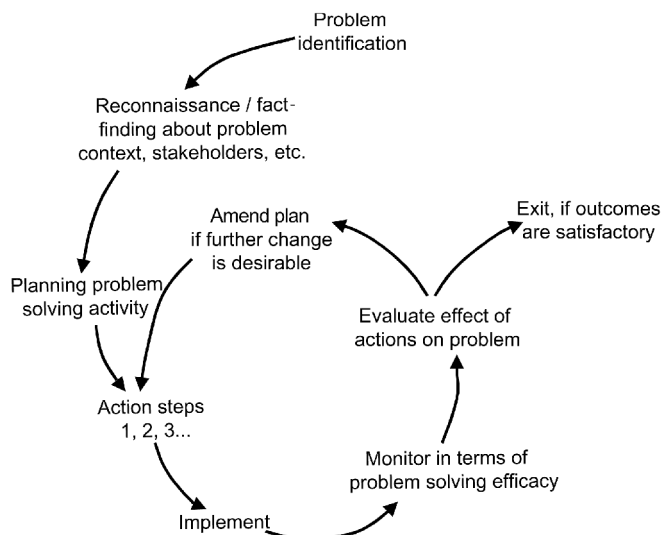 Problem
identification
Reconnaissance / fact-
finding about problem
context, stakeholders, etc.
Amend plan
if further change
is desirable
Exit, if outcomes
are satisfactory
Planning problem
solving activity
Evaluate effect of
actions on problem
Action steps
1, 2, 3...
Monitor in terms of
problem solving efficacy
Implement